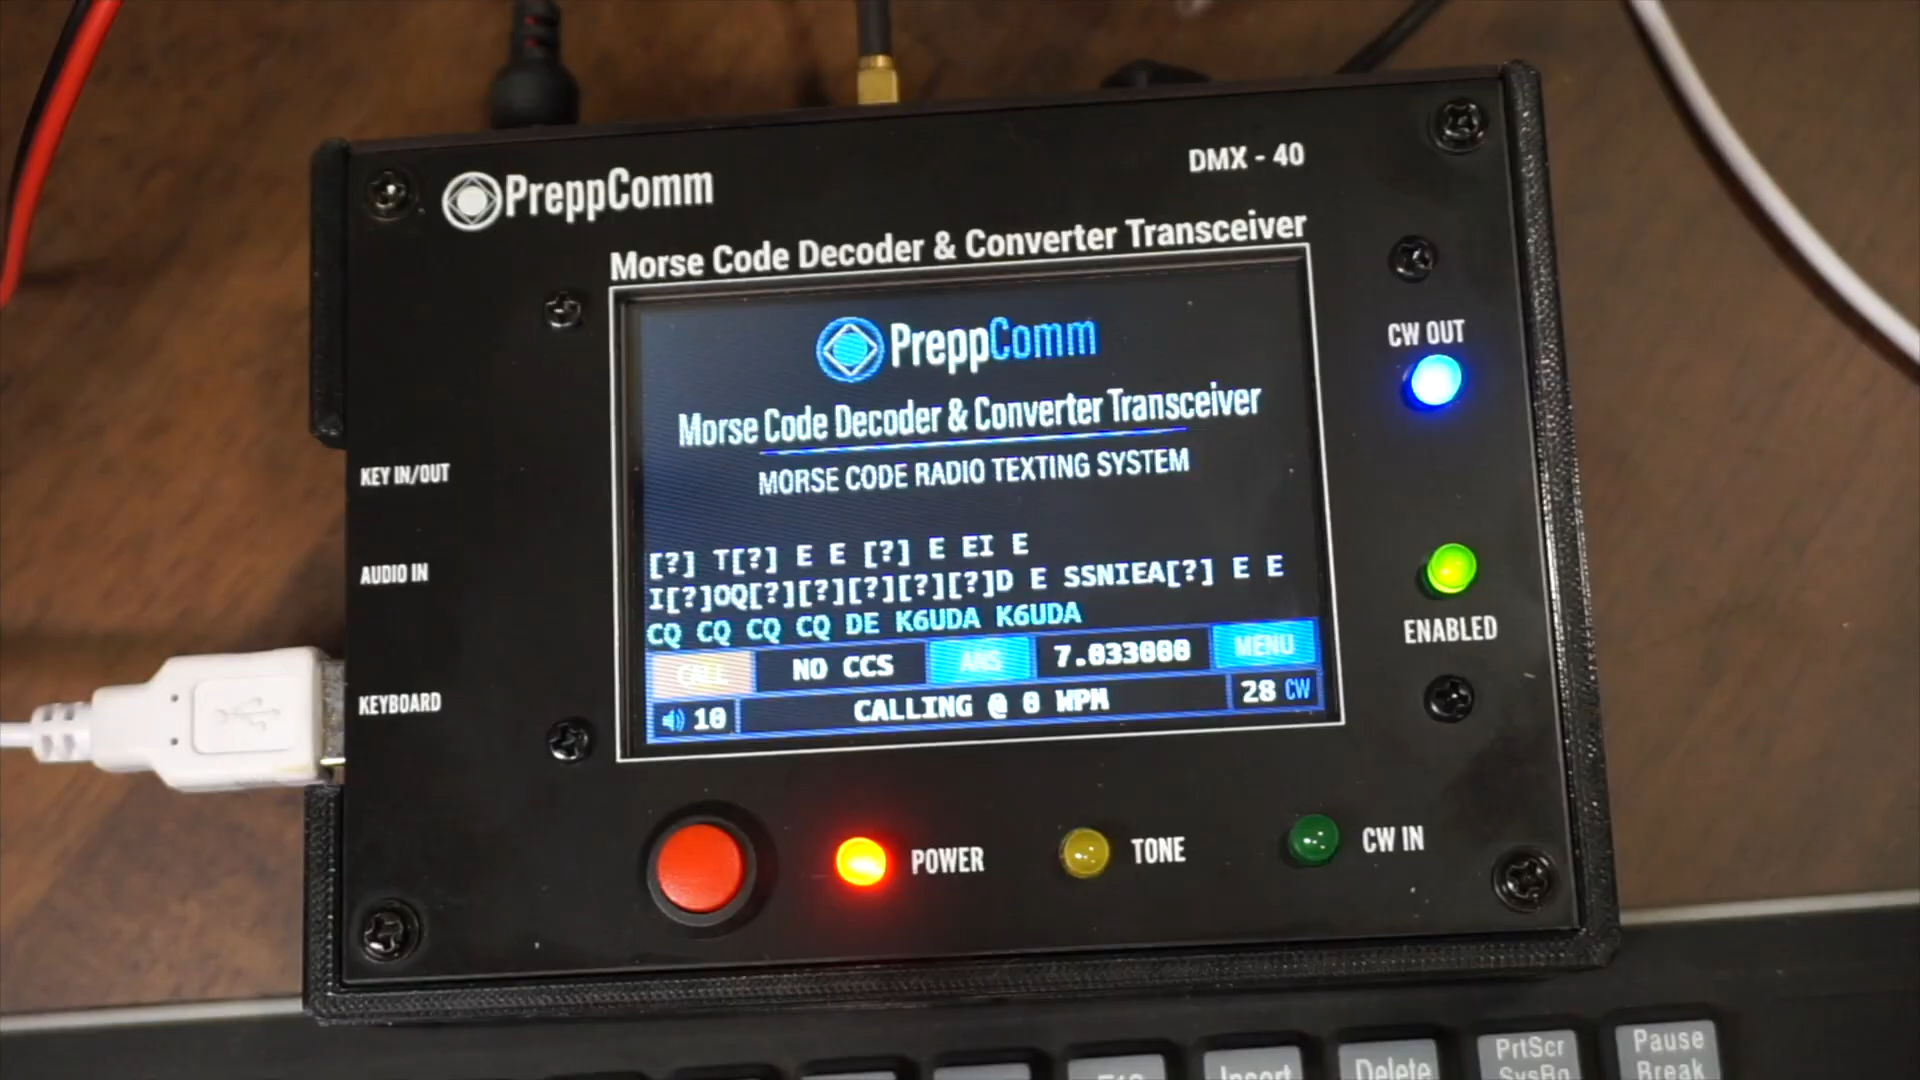 PreppComm
DMX - 40
Morse Code Decoder & Converter Transceiver
PreppComm
Morse Code Decoder & Converter Transceiver
MORSE CODE RADIO TEXTING SYSTEM
[?] T[?] E E [?] E EI E
I[?]OQ[?][?][?][?][?]D E SSNIEA[?] E E
CQ CQ CQ CQ DE K6UDA K6UDA
CALL NO CCS ANS 7.033000 MENU
10 CALLING @ 0 WPM 28 CW
CW OUT
ENABLED
KEY IN/OUT
AUDIO IN
KEYBOARD
POWER
TONE
CW IN
Insert
Delete
PrtScr
SysRq
Pause
Break